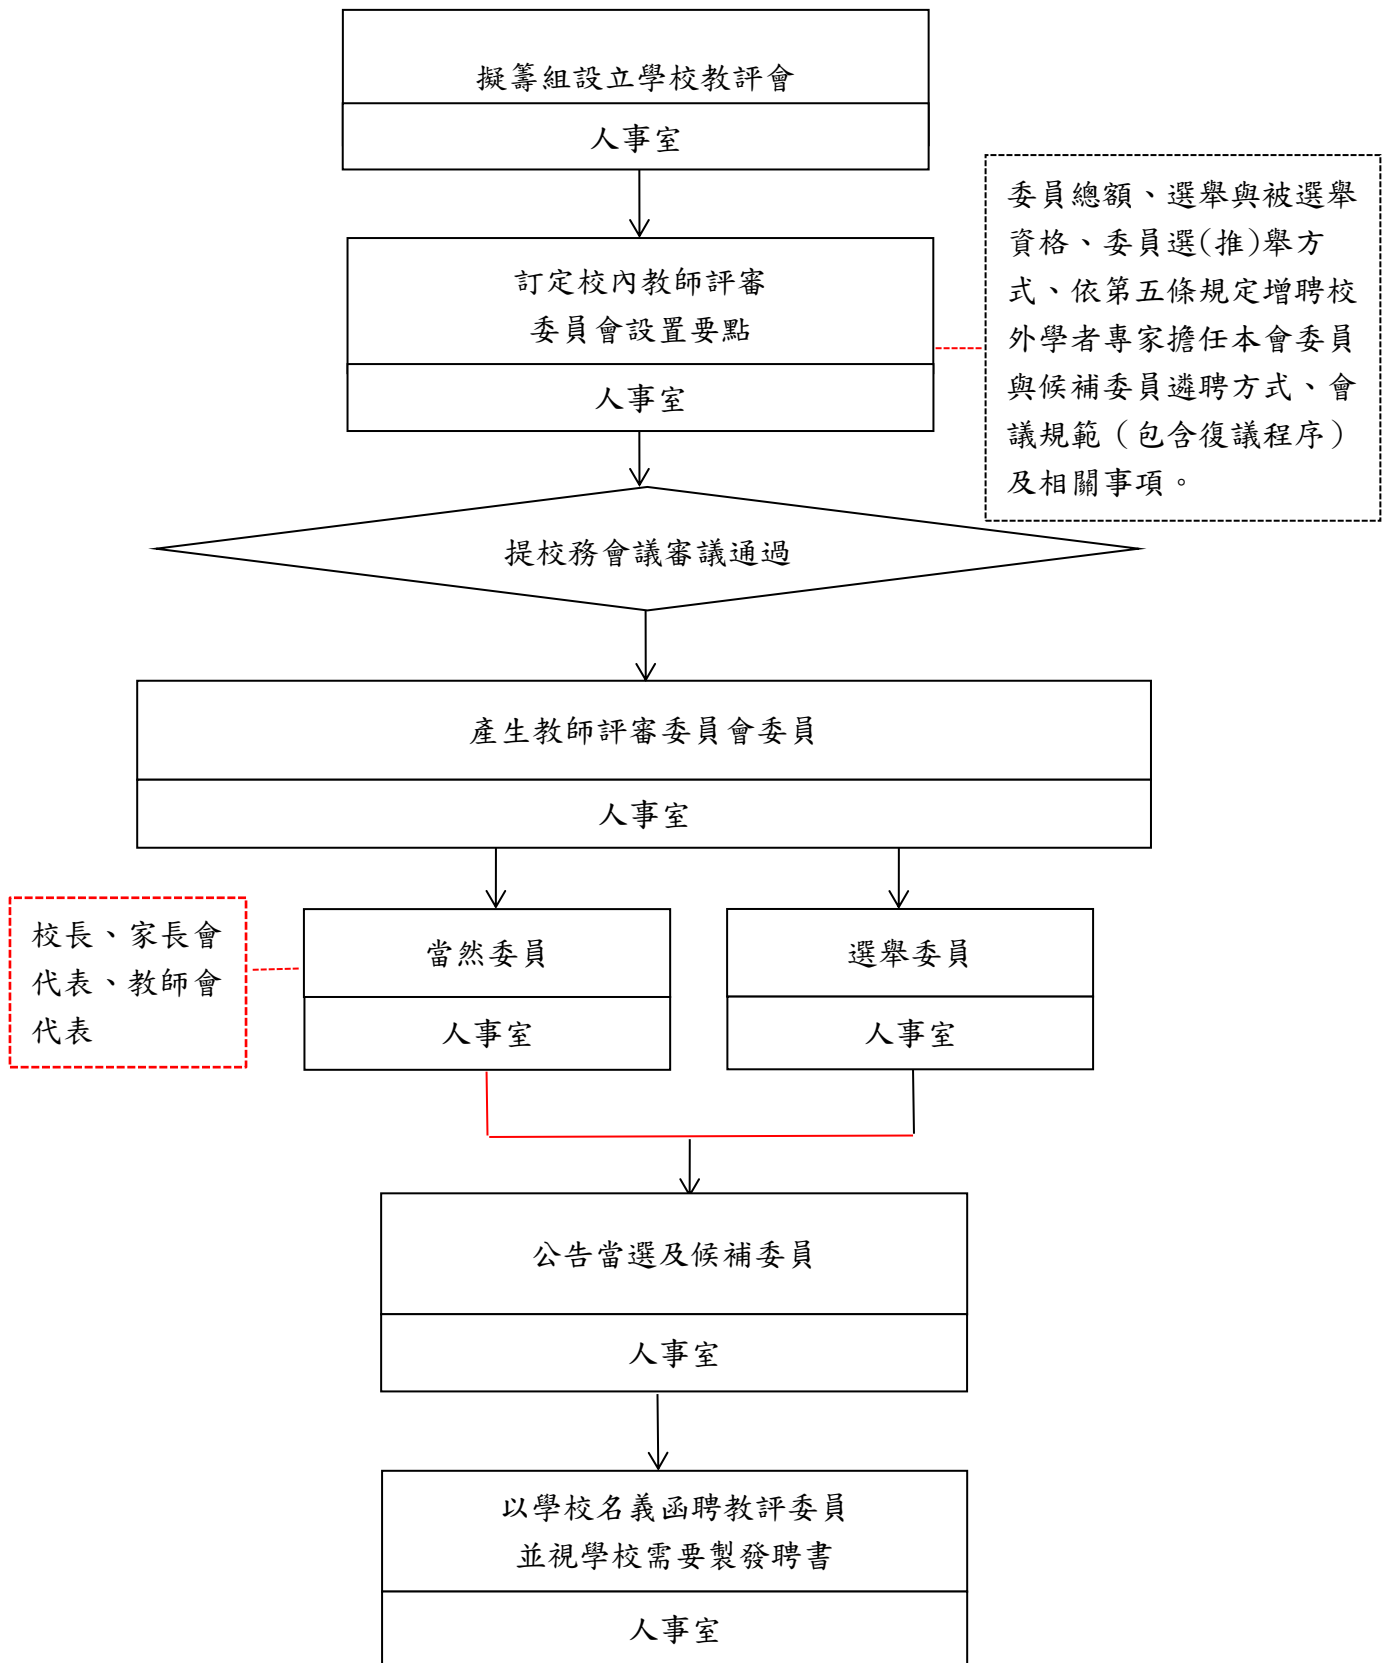 擬籌組設立學校教評會
人事室
訂定校內教師評審
委員會設置要點
人事室
委員總額、選舉與被選舉
資格、委員選(推)舉方
式、依第五條規定增聘校
外學者專家擔任本會委員
與候補委員遴聘方式、會
議規範（包含復議程序）
及相關事項。
提校務會議審議通過
產生教師評審委員會委員
人事室
校長、家長會
代表、教師會
代表
當然委員
人事室
選舉委員
人事室
公告當選及候補委員
人事室
以學校名義函聘教評委員
並視學校需要製發聘書
人事室